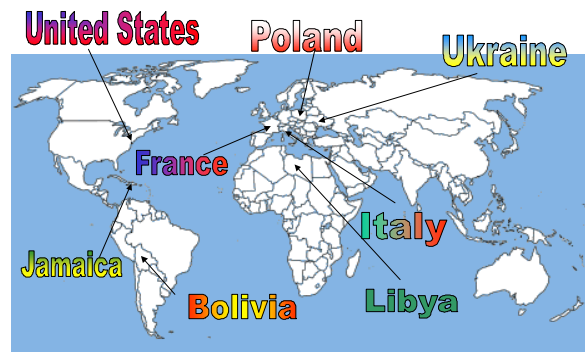 United States
Poland
Ukraine
France
Italy
Jamaica
Bolivia
Libya